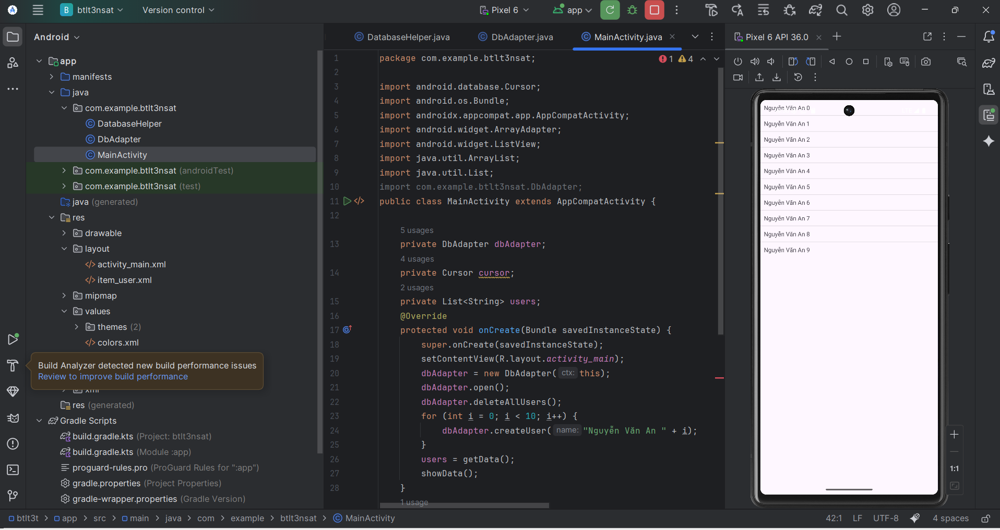 B btlt3nsat
Version control
Pixel 6
app
Android
app
manifests
java
com.example.btlt3nsat
DatabaseHelper
DbAdapter
MainActivity
com.example.btlt3nsat (androidTest)
com.example.btlt3nsat (test)
java (generated)
res
drawable
layout
activity_main.xml
item_user.xml
mipmap
values
themes (2)
colors.xml
Build Analyzer detected new build performance issues
Review to improve build performance
xml
res (generated)
Gradle Scripts
build.gradle.kts (Project: btlt3nsat)
build.gradle.kts (Module :app)
proguard-rules.pro (ProGuard Rules for ":app")
gradle.properties (Project Properties)
gradle-wrapper.properties (Gradle Version)
DatabaseHelper.java
DbAdapter.java
MainActivity.java
1 4
1 package com.example.btlt3nsat;
2
3 import android.database.Cursor;
4 import android.os.Bundle;
5 import androidx.appcompat.app.AppCompatActivity;
6 import android.widget.ArrayAdapter;
7 import android.widget.ListView;
8 import java.util.ArrayList;
9 import java.util.List;
10 import com.example.btlt3nsat.DbAdapter;
11 public class MainActivity extends AppCompatActivity {
12
5 usages
13 private DbAdapter dbAdapter;
4 usages
14 private Cursor cursor;
2 usages
15 private List<String> users;
16 @Override
17 protected void onCreate(Bundle savedInstanceState) {
18 super.onCreate(savedInstanceState);
19 setContentView(R.layout.activity_main);
20 dbAdapter = new DbAdapter( ctx: this);
21 dbAdapter.open();
22 dbAdapter.deleteAllUsers();
23 for (int i = 0; i < 10; i++) {
24 dbAdapter.createUser( name: "Nguyễn Văn An " + i);
25 }
26 users = getData();
27 showData();
28 }
1 usage
Pixel 6 API 36.0
Nguyễn Văn An 0
Nguyễn Văn An 1
Nguyễn Văn An 2
Nguyễn Văn An 3
Nguyễn Văn An 4
Nguyễn Văn An 5
Nguyễn Văn An 6
Nguyễn Văn An 7
Nguyễn Văn An 8
Nguyễn Văn An 9
1:1
btlt3t > app > src > main > java > com > example > btlt3nsat > MainActivity
42:1 LF UTF-8 4 spaces